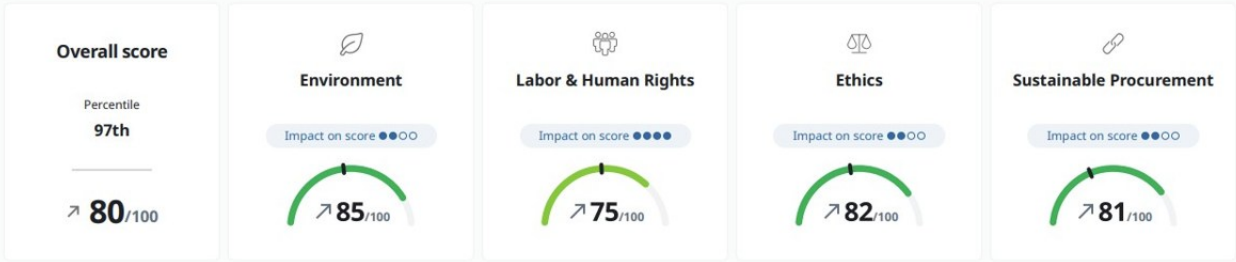 Overall score
Percentile
97th
80/100
Environment
Impact on score
85/100
Labor & Human Rights
Impact on score
75/100
Ethics
Impact on score
82/100
Sustainable Procurement
Impact on score
81/100